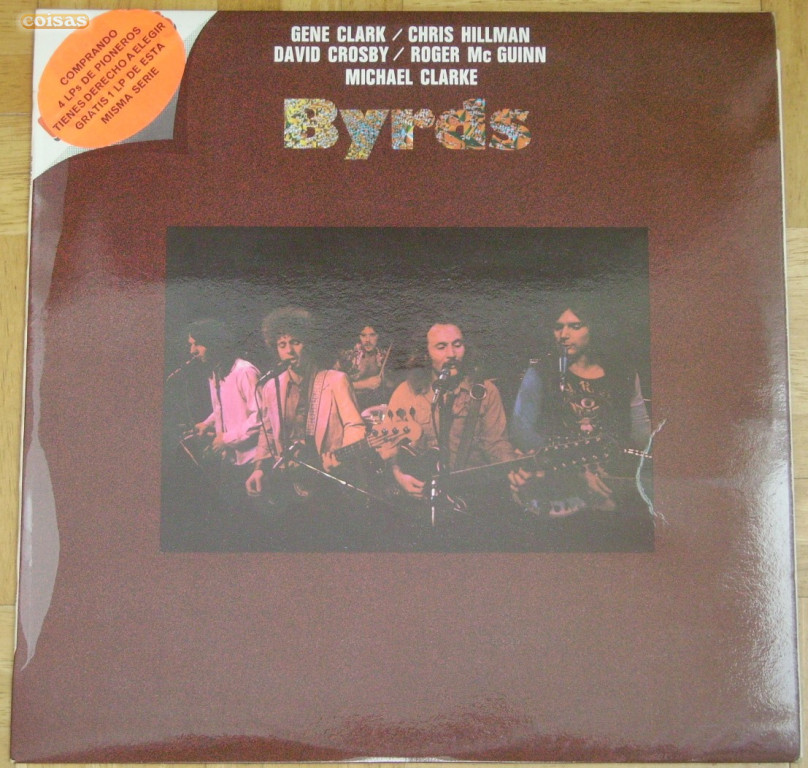 coisas
COMPRANDO
4 LPs DE PIONEROS
TIENES DERECHO A ELEGIR
GRATIS 1 LP DE ESTA
MISMA SERIE
GENE CLARK / CHRIS HILLMAN
DAVID CROSBY / ROGER Mc GUINN
MICHAEL CLARKE
Byrds